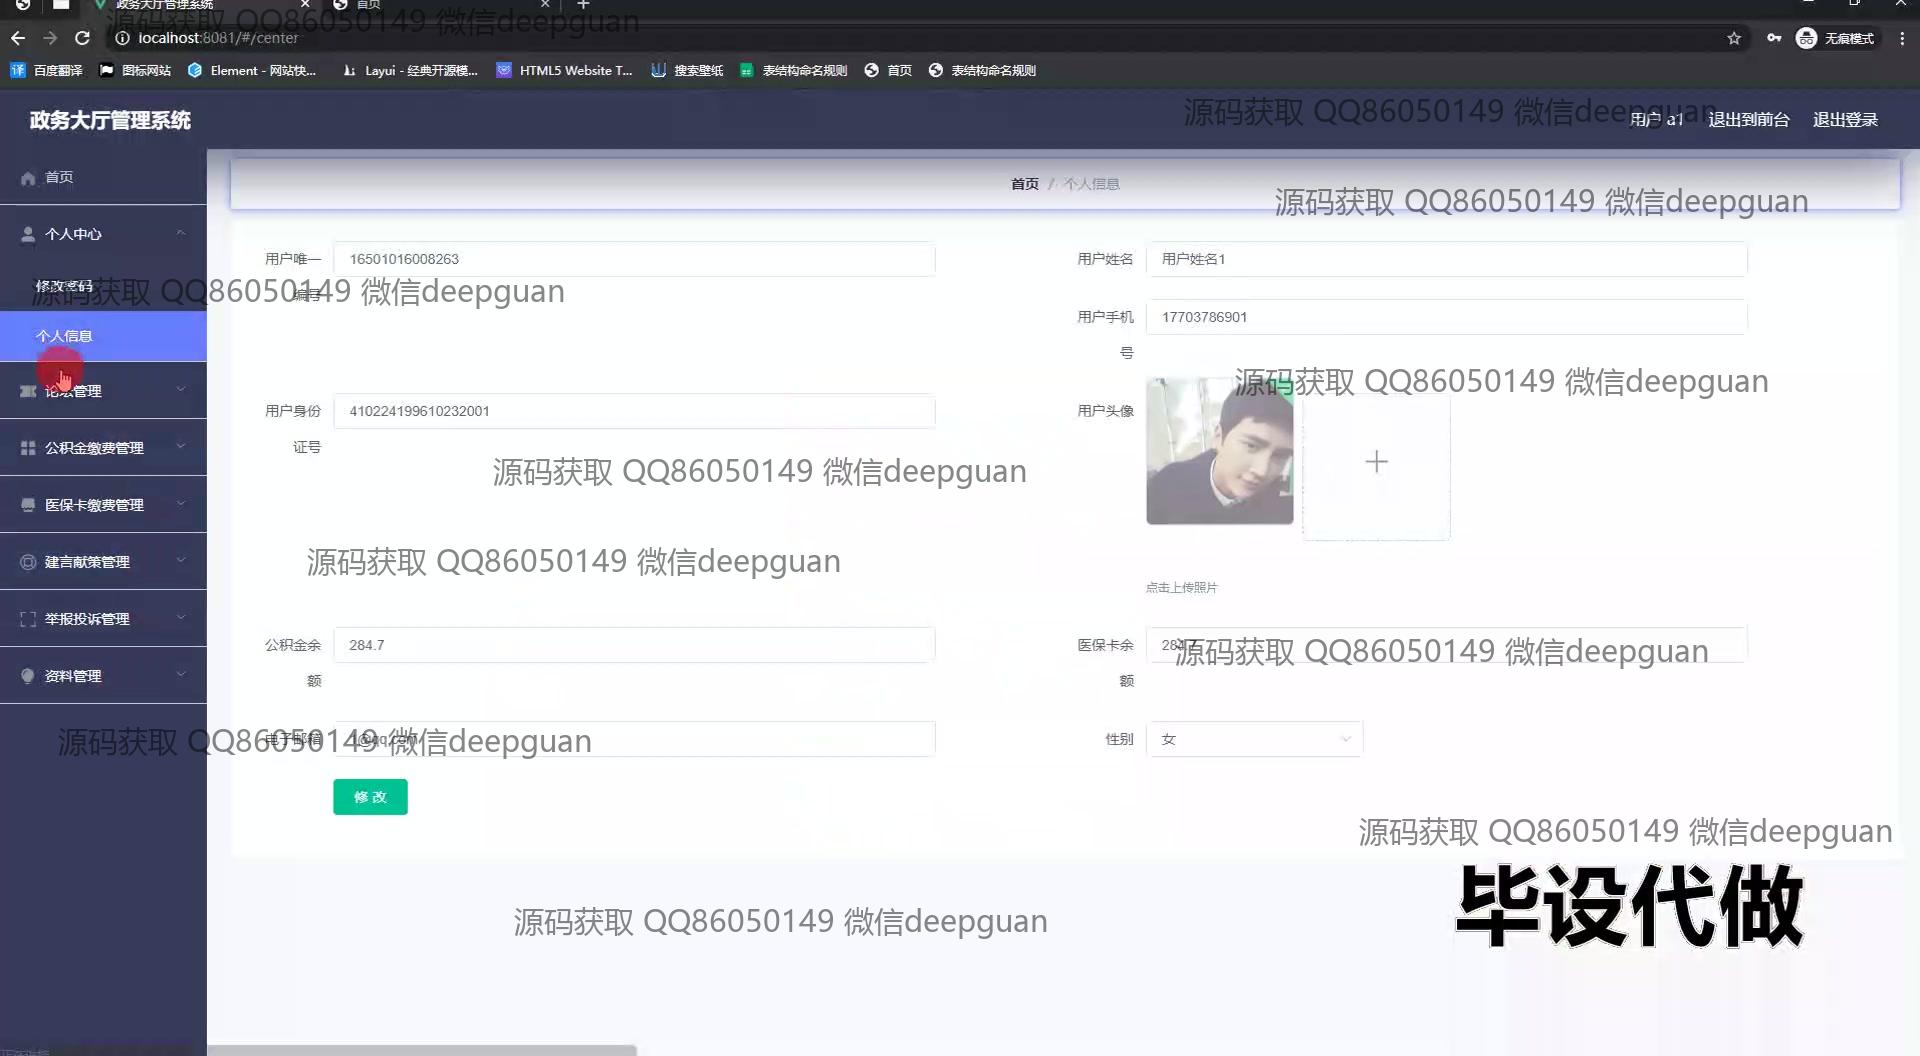 政务大厅管理系统
首页
源码获取 QQ86050149 微信deepguan
localhost:8081/#/center
无痕模式
百度翻译
图标网站
Element - 网站快...
Layui - 经典开源模...
HTML5 Website T...
搜索壁纸
表结构命名规则
首页
表结构命名规则
源码获取 QQ86050149 微信deepguan
政务大厅管理系统
用户 a1
退出到前台
退出登录
首页
首页 / 个人信息
源码获取 QQ86050149 微信deepguan
个人中心
用户唯一
编号
16501016008263
用户姓名
用户姓名1
修改密码
源码获取 QQ86050149 微信deepguan
用户手机
号
17703786901
个人信息
源码获取 QQ86050149 微信deepguan
论坛管理
用户身份
证号
410224199610232001
用户头像
公积金缴费管理
源码获取 QQ86050149 微信deepguan
医保卡缴费管理
建言献策管理
源码获取 QQ86050149 微信deepguan
点击上传照片
举报投诉管理
公积金余
额
284.7
医保卡余
额
源码获取 QQ86050149 微信deepguan
资料管理
电子邮箱
源码获取 QQ86050149 微信deepguan
性别
女
修改
源码获取 QQ86050149 微信deepguan
毕设代做
源码获取 QQ86050149 微信deepguan